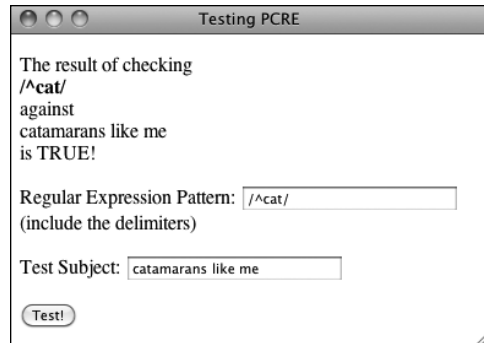 Testing PCRE
The result of checking
/^cat/
against
catamarans like me
is TRUE!
Regular Expression Pattern: /^cat/
(include the delimiters)
Test Subject: catamarans like me
Test!